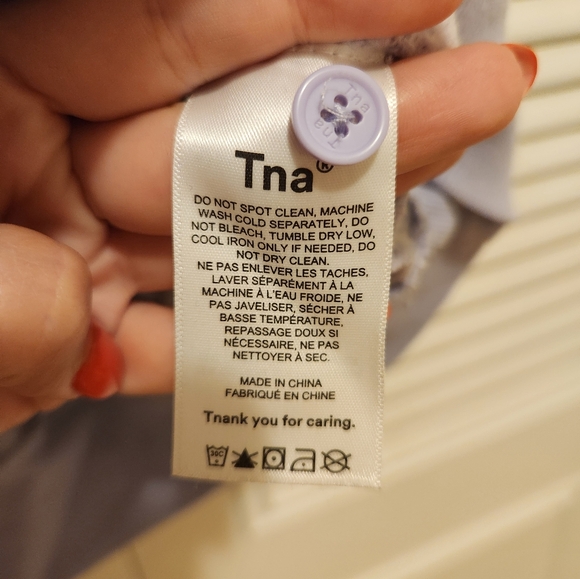 Tna
Tna
Tna®
DO NOT SPOT CLEAN, MACHINE
WASH COLD SEPARATELY, DO
NOT BLEACH, TUMBLE DRY LOW,
COOL IRON ONLY IF NEEDED, DO
NOT DRY CLEAN.
NE PAS ENLEVER LES TACHES,
LAVER SÉPARÉMENT À LA
MACHINE À L'EAU FROIDE, NE
PAS JAVELISER, SÉCHER À
BASSE TEMPÉRATURE,
REPASSAGE DOUX SI
NÉCESSAIRE, NE PAS
NETTOYER À SEC.
MADE IN CHINA
FABRIQUÉ EN CHINE
Tnank you for caring.
30C